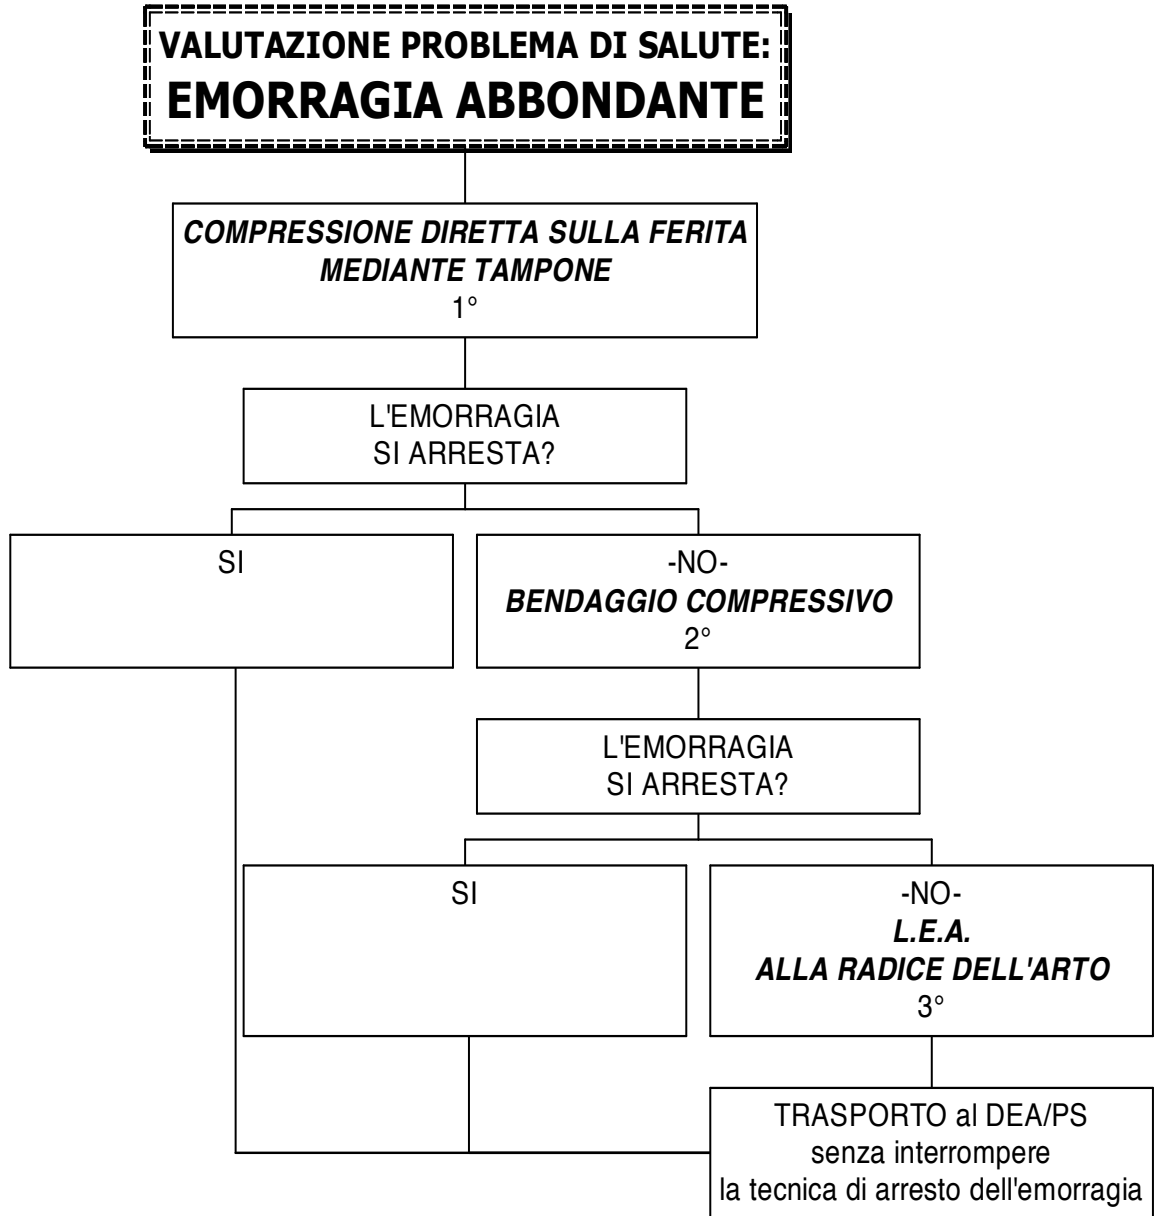 VALUTAZIONE PROBLEMA DI SALUTE:
EMORRAGIA ABBONDANTE
COMPRESSIONE DIRETTA SULLA FERITA
MEDIANTE TAMPONE
1°
L'EMORRAGIA
SI ARRESTA?
SI
-NO-
BENDAGGIO COMPRESSIVO
2°
L'EMORRAGIA
SI ARRESTA?
SI
-NO-
L.E.A.
ALLA RADICE DELL'ARTO
3°
TRASPORTO al DEA/PS
senza interrompere
la tecnica di arresto dell'emorragia